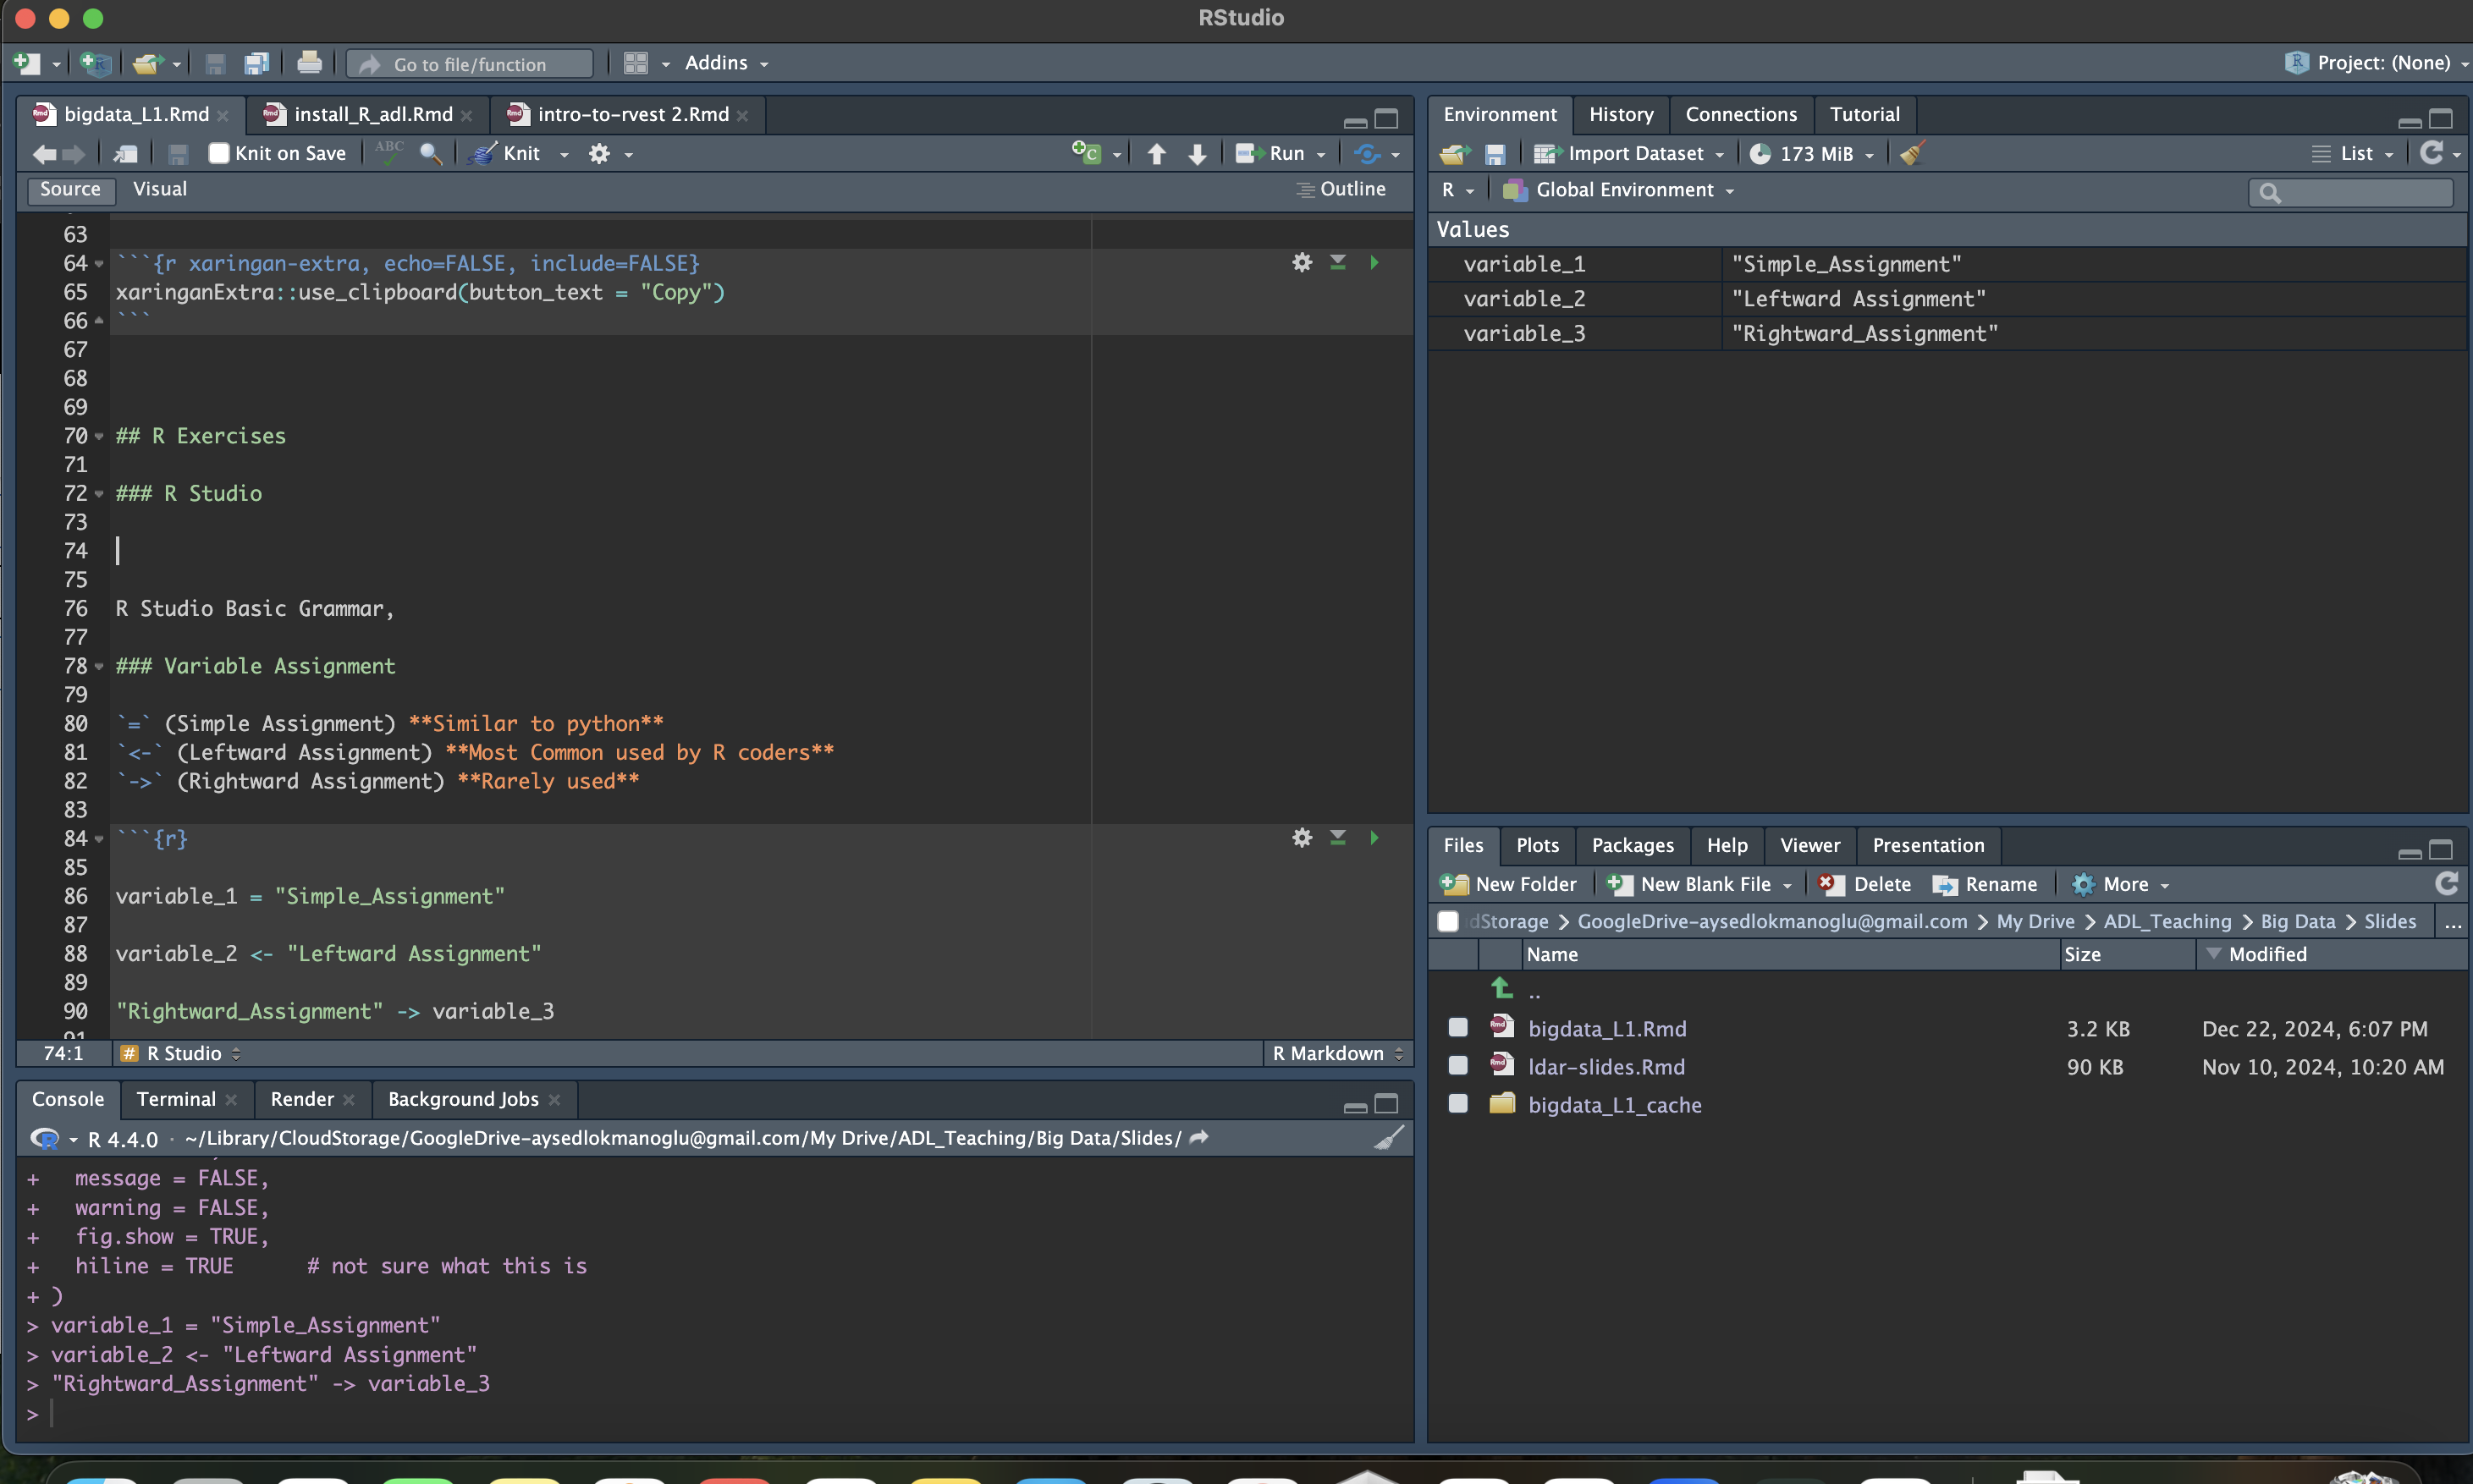 RStudio
Go to file/function
Addins
Project: (None)
bigdata_L1.Rmd
install_R_adl.Rmd
intro-to-rvest 2.Rmd
Knit on Save
ABC
Knit
Run
Source
Visual
Outline
63
64 ```{r xaringan-extra, echo=FALSE, include=FALSE}
65 xaringanExtra::use_clipboard(button_text = "Copy")
66 ```
67
68
69
70 ## R Exercises
71
72 ### R Studio
73
74
75
76 R Studio Basic Grammar,
77
78 ### Variable Assignment
79
80 `=` (Simple Assignment) **Similar to python**
81 `<-` (Leftward Assignment) **Most Common used by R coders**
82 `->` (Rightward Assignment) **Rarely used**
83
84 ```{r}
85
86 variable_1 = "Simple_Assignment"
87
88 variable_2 <- "Leftward Assignment"
89
90 "Rightward_Assignment" -> variable_3
91
74:1
# R Studio
R Markdown
Console
Terminal
Render
Background Jobs
R 4.4.0 · ~/Library/CloudStorage/GoogleDrive-aysedlokmanoglu@gmail.com/My Drive/ADL_Teaching/Big Data/Slides/
+ message = FALSE,
+ warning = FALSE,
+ fig.show = TRUE,
+ hiline = TRUE # not sure what this is
+ )
> variable_1 = "Simple_Assignment"
> variable_2 <- "Leftward Assignment"
> "Rightward_Assignment" -> variable_3
>
Environment
History
Connections
Tutorial
Import Dataset
173 MiB
List
R
Global Environment
Values
variable_1 "Simple_Assignment"
variable_2 "Leftward Assignment"
variable_3 "Rightward_Assignment"
Files
Plots
Packages
Help
Viewer
Presentation
New Folder
New Blank File
Delete
Rename
More
dStorage > GoogleDrive-aysedlokmanoglu@gmail.com > My Drive > ADL_Teaching > Big Data > Slides ...
Name Size Modified
..
bigdata_L1.Rmd 3.2 KB Dec 22, 2024, 6:07 PM
ldar-slides.Rmd 90 KB Nov 10, 2024, 10:20 AM
bigdata_L1_cache